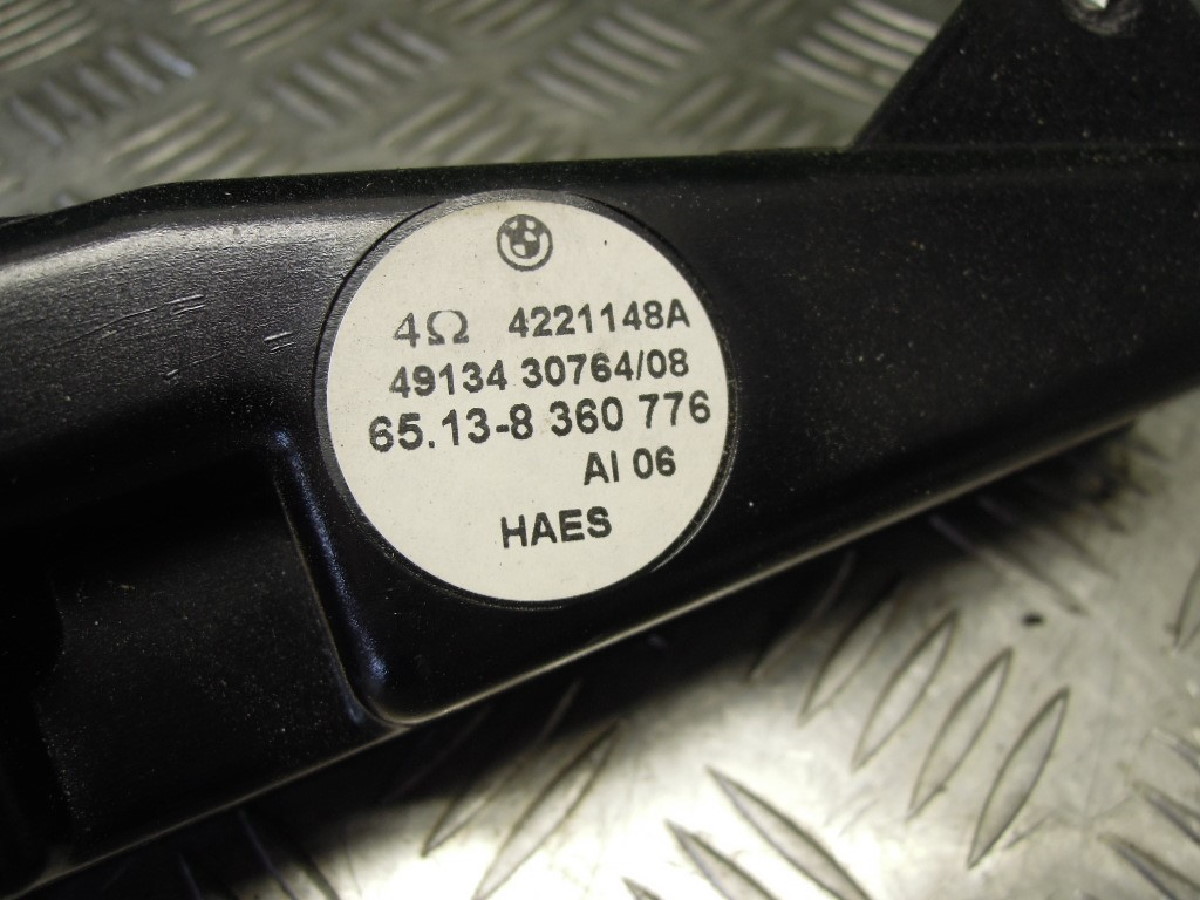 4Ω 4221148A
49134 30764/08
65.13-8 360 776
AI 06
HAES